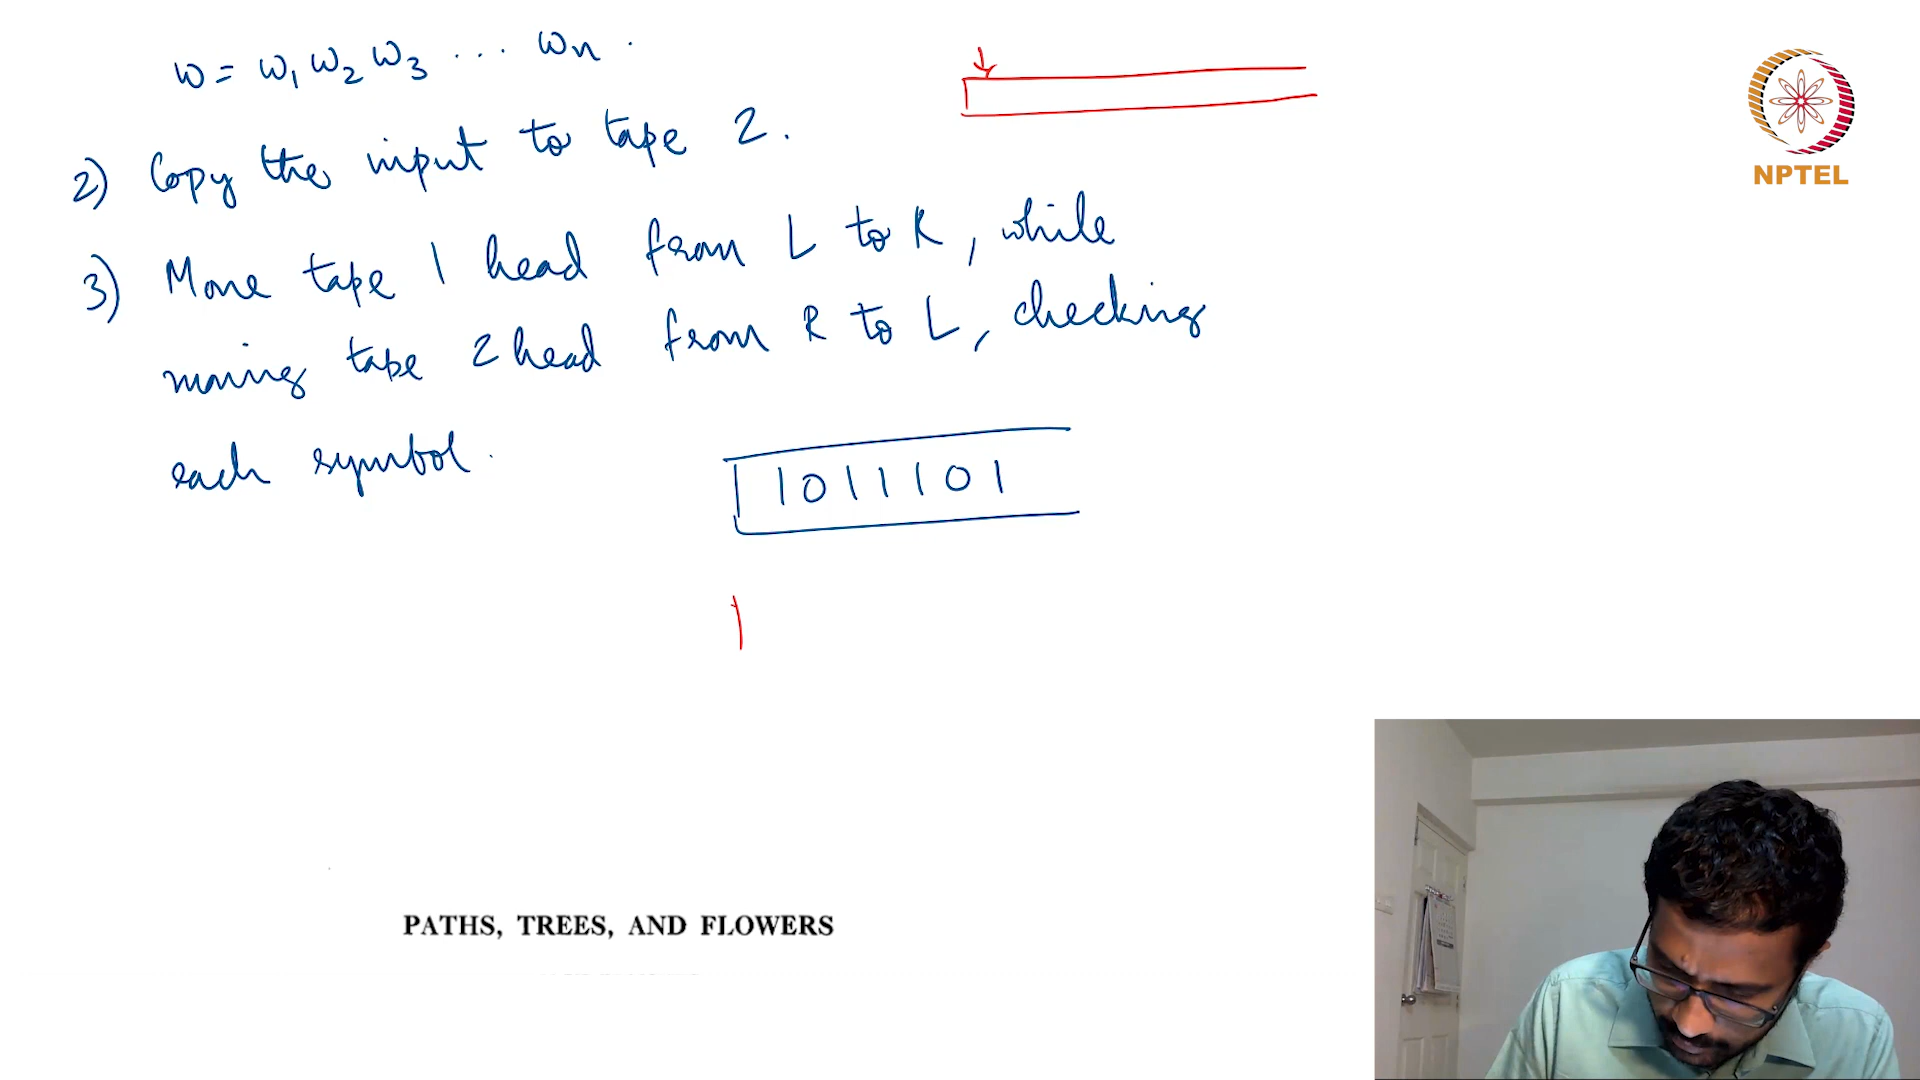 w = w₁ w₂ w₃ ... wₙ.
2) Copy the input to tape 2.
3) Move tape 1 head from L to R, while
moving tape 2 head from R to L, checking
each symbol.
1011101
NPTEL
PATHS, TREES, AND FLOWERS